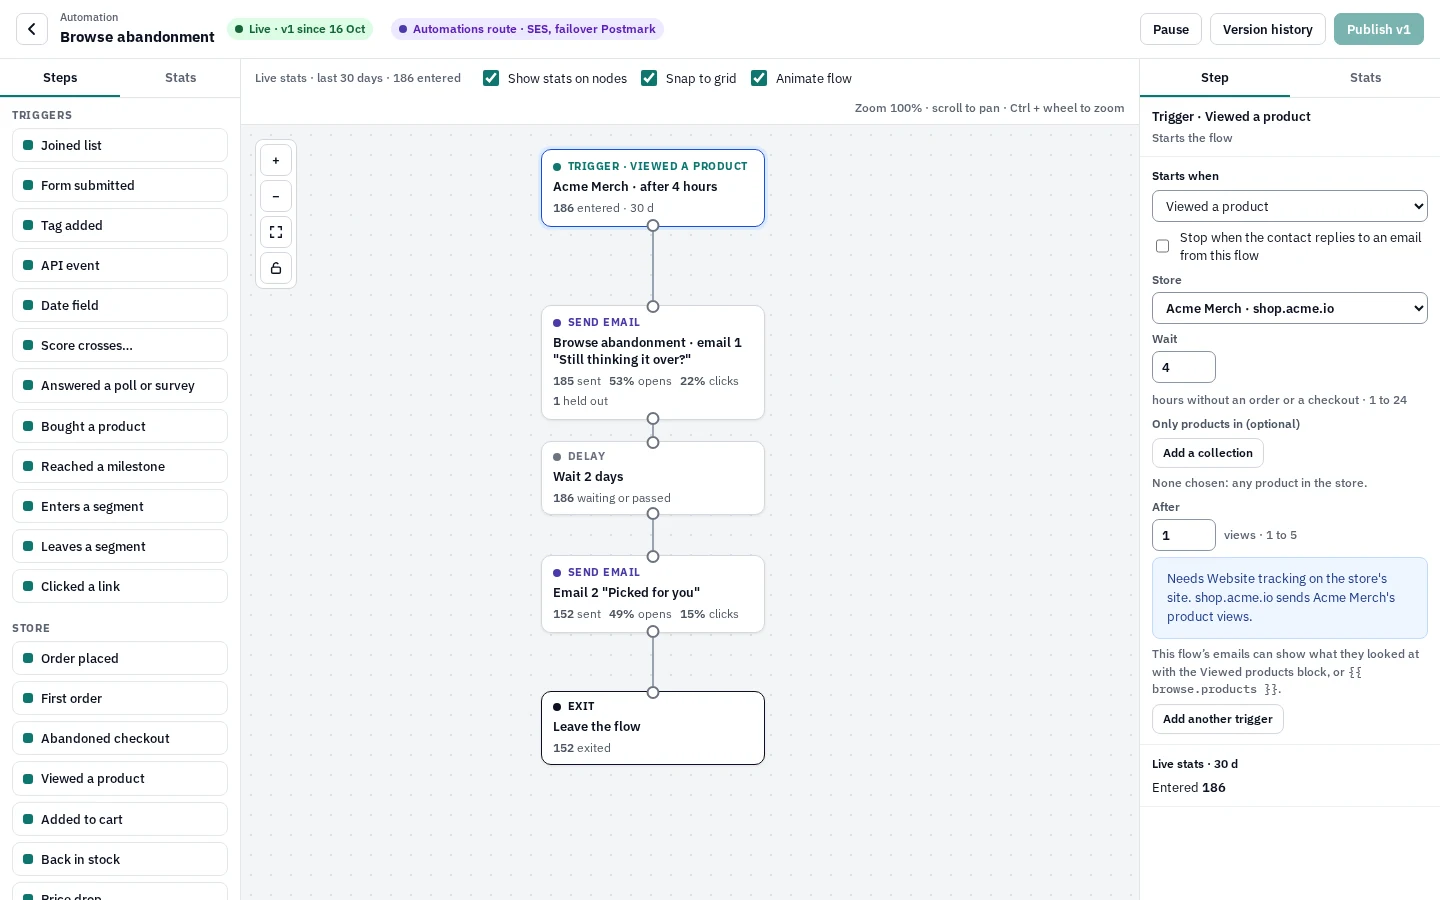 Automation
Browse abandonment
Live · v1 since 16 Oct
Automations route · SES, failover Postmark
Pause
Version history
Publish v1
Steps
Stats
Live stats · last 30 days · 186 entered
Show stats on nodes
Snap to grid
Animate flow
Zoom 100% · scroll to pan · Ctrl + wheel to zoom
TRIGGERS
Joined list
Form submitted
Tag added
API event
Date field
Score crosses...
Answered a poll or survey
Bought a product
Reached a milestone
Enters a segment
Leaves a segment
Clicked a link
STORE
Order placed
First order
Abandoned checkout
Viewed a product
Added to cart
Back in stock
Price drop
+
−
TRIGGER · VIEWED A PRODUCT
Acme Merch · after 4 hours
186 entered · 30 d
SEND EMAIL
Browse abandonment · email 1
"Still thinking it over?"
185 sent 53% opens 22% clicks
1 held out
DELAY
Wait 2 days
186 waiting or passed
SEND EMAIL
Email 2 "Picked for you"
152 sent 49% opens 15% clicks
EXIT
Leave the flow
152 exited
Step
Stats
Trigger · Viewed a product
Starts the flow
Starts when
Viewed a product
Stop when the contact replies to an email
from this flow
Store
Acme Merch · shop.acme.io
Wait
4
hours without an order or a checkout · 1 to 24
Only products in (optional)
Add a collection
None chosen: any product in the store.
After
1
views · 1 to 5
Needs Website tracking on the store's
site. shop.acme.io sends Acme Merch's
product views.
This flow's emails can show what they looked at
with the Viewed products block, or {{
browse.products }}.
Add another trigger
Live stats · 30 d
Entered 186